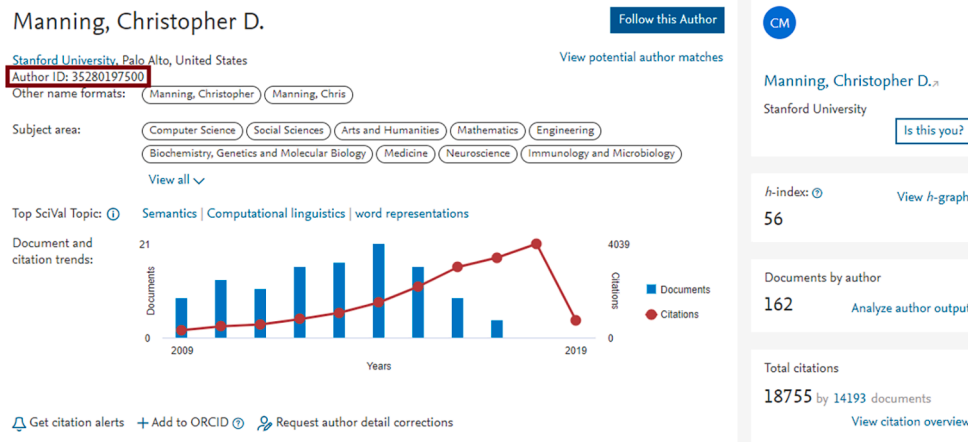 Manning, Christopher D.
Follow this Author
Stanford University, Palo Alto, United States
View potential author matches
Author ID: 35280197500
Other name formats: Manning, Christopher Manning, Chris
Subject area: Computer Science Social Sciences Arts and Humanities Mathematics Engineering
Biochemistry, Genetics and Molecular Biology Medicine Neuroscience Immunology and Microbiology
View all
Top SciVal Topic: Semantics | Computational linguistics | word representations
Document and
citation trends:
21
4039
Documents
Citations
0
0
2009
2019
Years
Documents
Citations
Get citation alerts + Add to ORCID Request author detail corrections
CM
Manning, Christopher D.
Stanford University
Is this you?
h-index:
View h-graph
56
Documents by author
162
Analyze author output
Total citations
18755 by 14193 documents
View citation overview